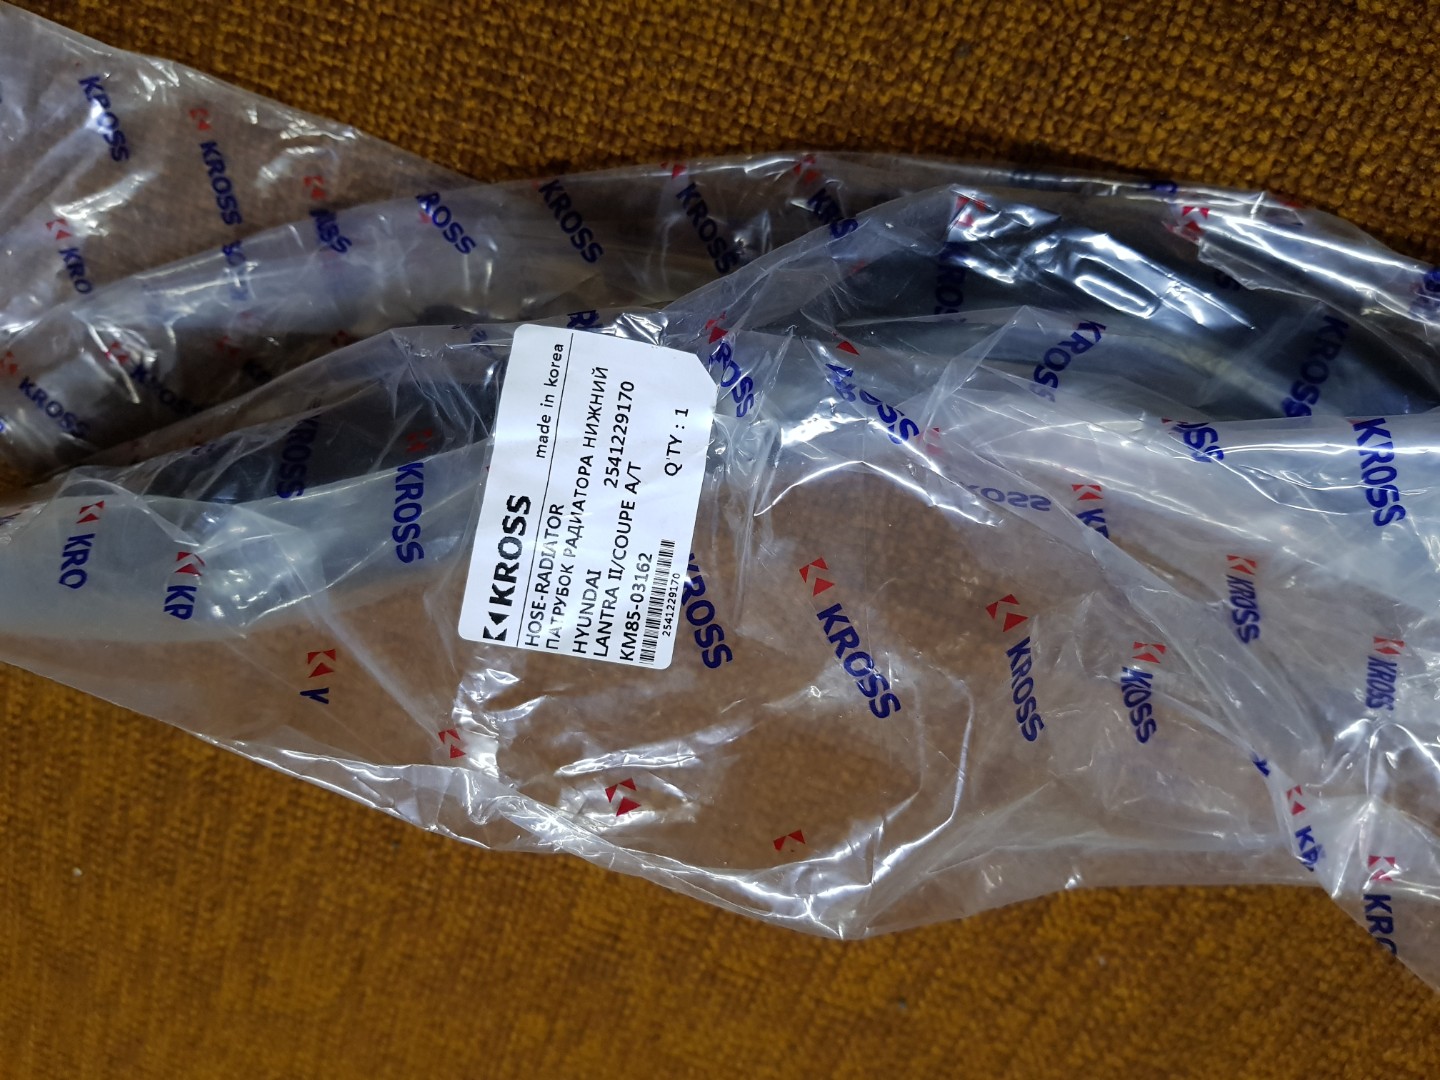 KROSS
made in korea
HOSE-RADIATOR
ПАТРУБОК РАДИАТОРА НИЖНИЙ
HYUNDAI 2541229170
LANTRA II/COUPE A/T
KM85-03162 Q'TY : 1
2541229170
KROSS
KROSS
KROSS
KROSS
KROSS
KROSS
KROSS
KROSS
KROSS
KROSS